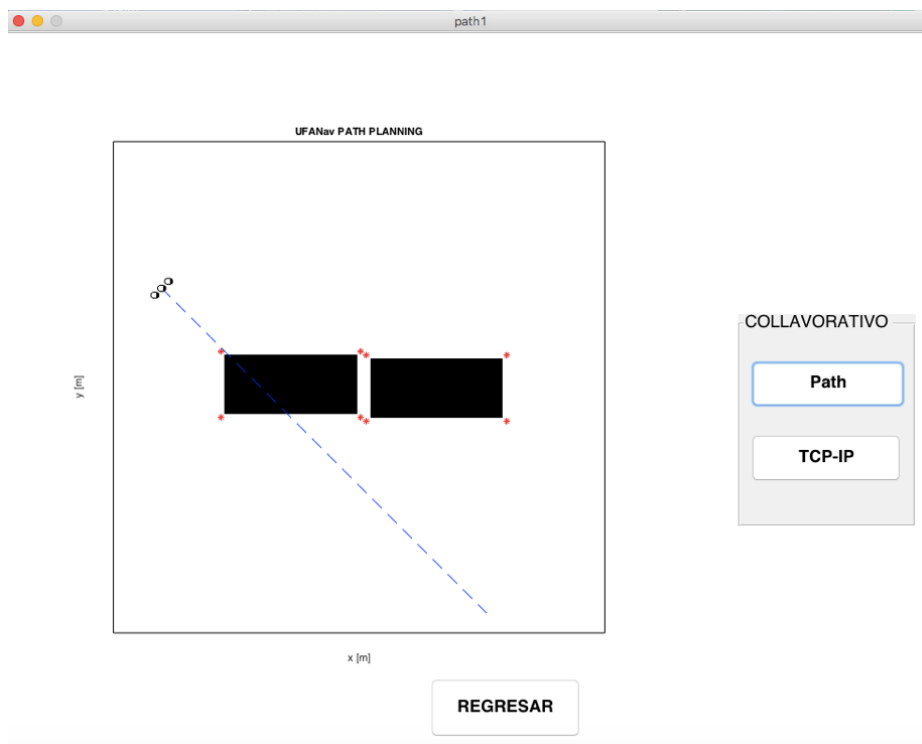 path1
UFANav PATH PLANNING
COLLAVORATIVO
Path
y [m]
TCP-IP
x [m]
REGRESAR